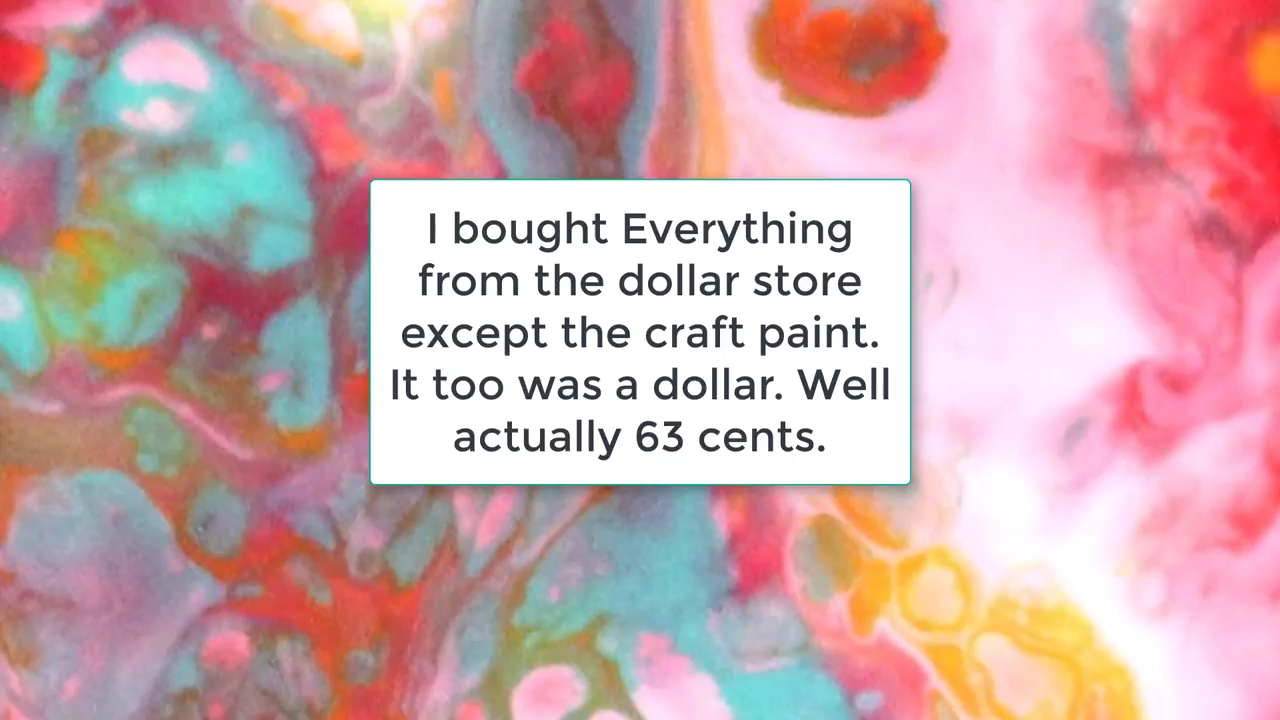 I bought Everything
from the dollar store
except the craft paint.
It too was a dollar. Well
actually 63 cents.